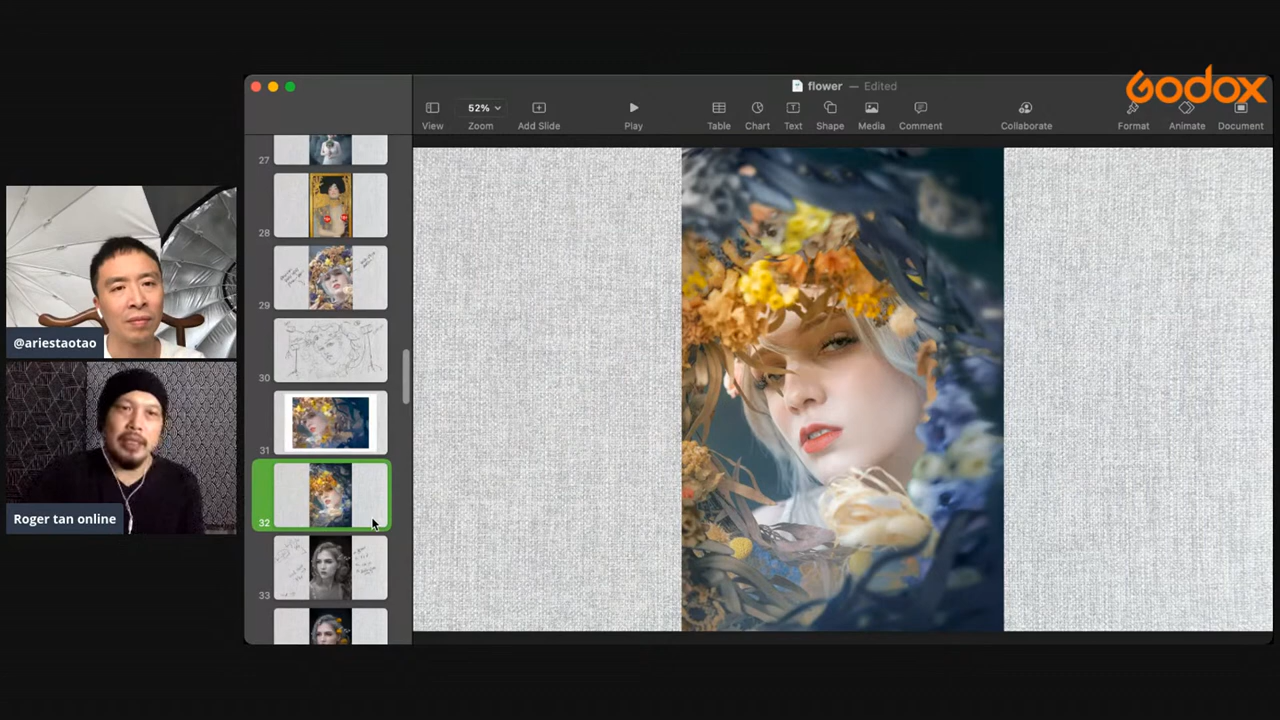 Godox
flower — Edited
52%
View
Zoom
Add Slide
Play
Table
Chart
Text
Shape
Media
Comment
Collaborate
Format
Animate
Document
27
28
29
30
31
32
33
@ariestaotao
Roger tan online